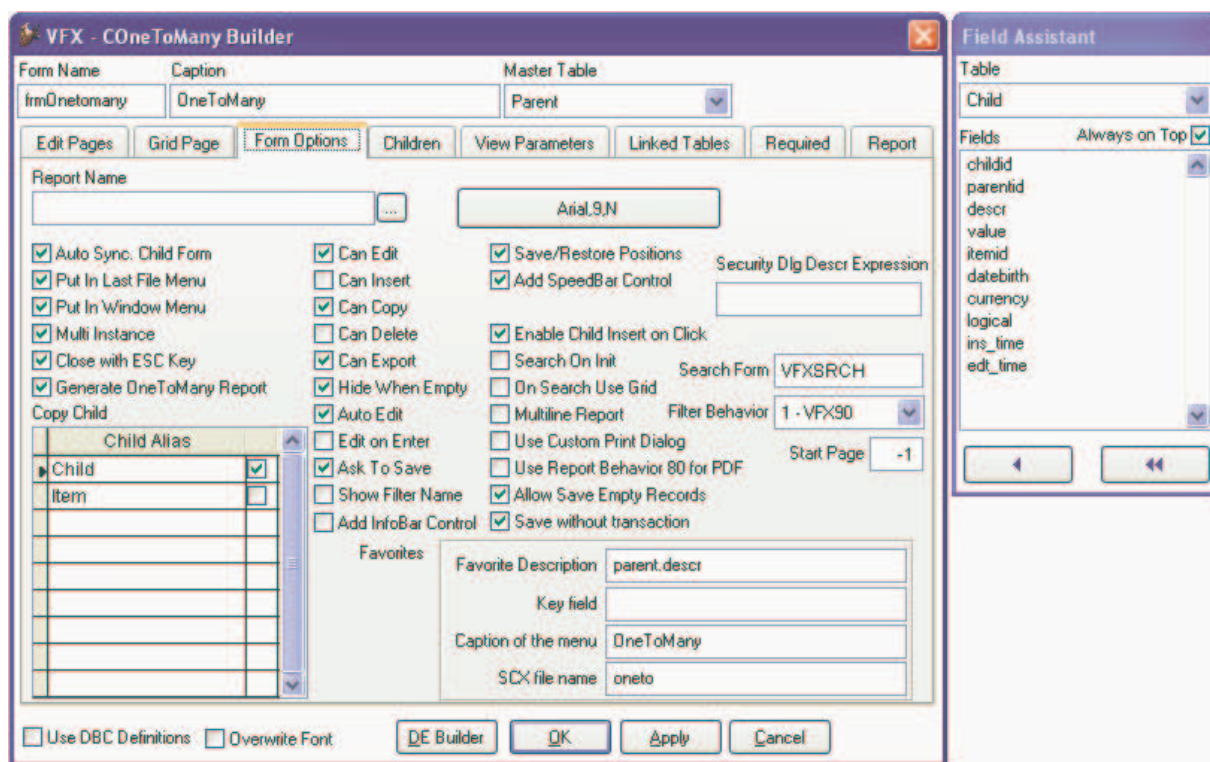 VFX - COneToMany Builder
Form Name Caption Master Table
frmOnetomany OneToMany Parent
Edit Pages Grid Page Form Options Children View Parameters Linked Tables Required Report
Report Name
... Arial,9,N
Auto Sync. Child Form Can Edit Save/Restore Positions Security Dlg Descr Expression
Put In Last File Menu Can Insert Add SpeedBar Control
Put In Window Menu Can Copy
Multi Instance Can Delete Enable Child Insert on Click
Close with ESC Key Can Export Search On Init Search Form VFXSRCH
Generate OneToMany Report Hide When Empty On Search Use Grid
Copy Child Auto Edit Multiline Report Filter Behavior 1 - VFX90
Child Alias Edit on Enter Use Custom Print Dialog Start Page -1
Child Ask To Save Use Report Behavior 80 for PDF
Item Show Filter Name Allow Save Empty Records
Add InfoBar Control Save without transaction
Favorites
Favorite Description parent.descr
Key field
Caption of the menu OneToMany
SCX file name oneto
Use DBC Definitions Overwrite Font DE Builder OK Apply Cancel
Field Assistant
Table
Child
Fields Always on Top
childid
parentid
descr
value
itemid
datebirth
currency
logical
ins_time
edt_time